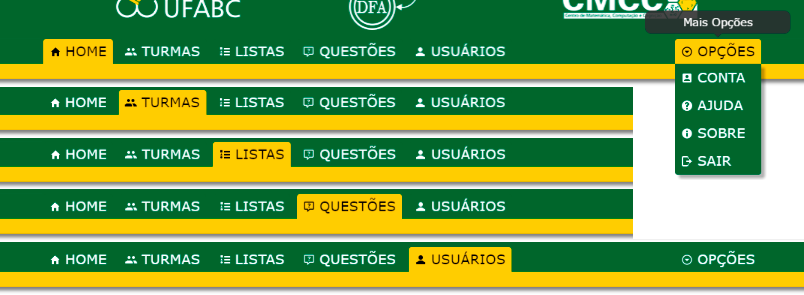 UFABC
DFA
CMCC
Centro de Matemática, Computação e
Mais Opções
HOME TURMAS LISTAS QUESTÕES USUÁRIOS OPÇÕES
CONTA
HOME TURMAS LISTAS QUESTÕES USUÁRIOS
AJUDA
SOBRE
HOME TURMAS LISTAS QUESTÕES USUÁRIOS
SAIR
HOME TURMAS LISTAS QUESTÕES USUÁRIOS
HOME TURMAS LISTAS QUESTÕES USUÁRIOS OPÇÕES